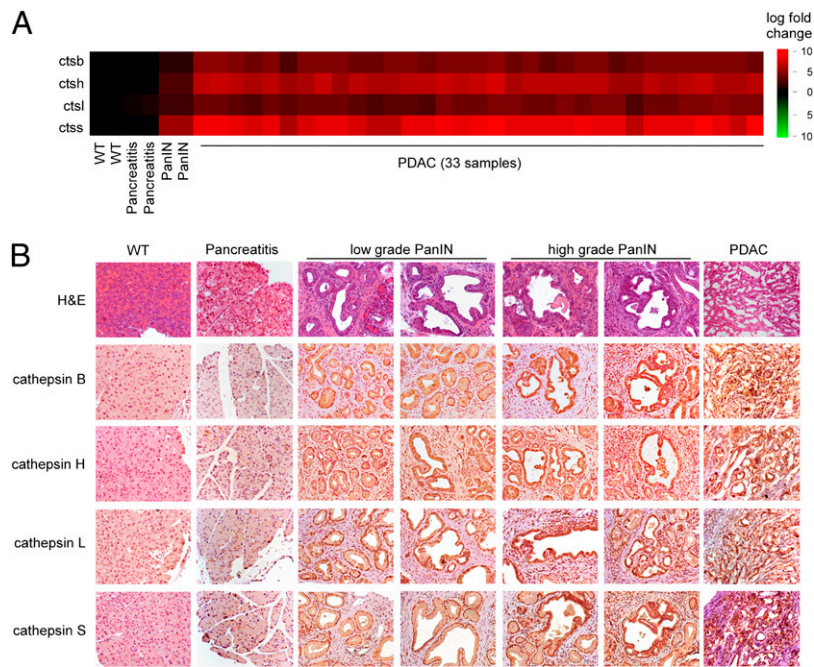 A
log fold
change
ctsb
ctsh
ctsl
ctss
10
5
0
5
10
WT
WT
Pancreatitis
Pancreatitis
PanIN
PanIN
PDAC (33 samples)
B
WT
Pancreatitis
low grade PanIN
high grade PanIN
PDAC
H&E
cathepsin B
cathepsin H
cathepsin L
cathepsin S